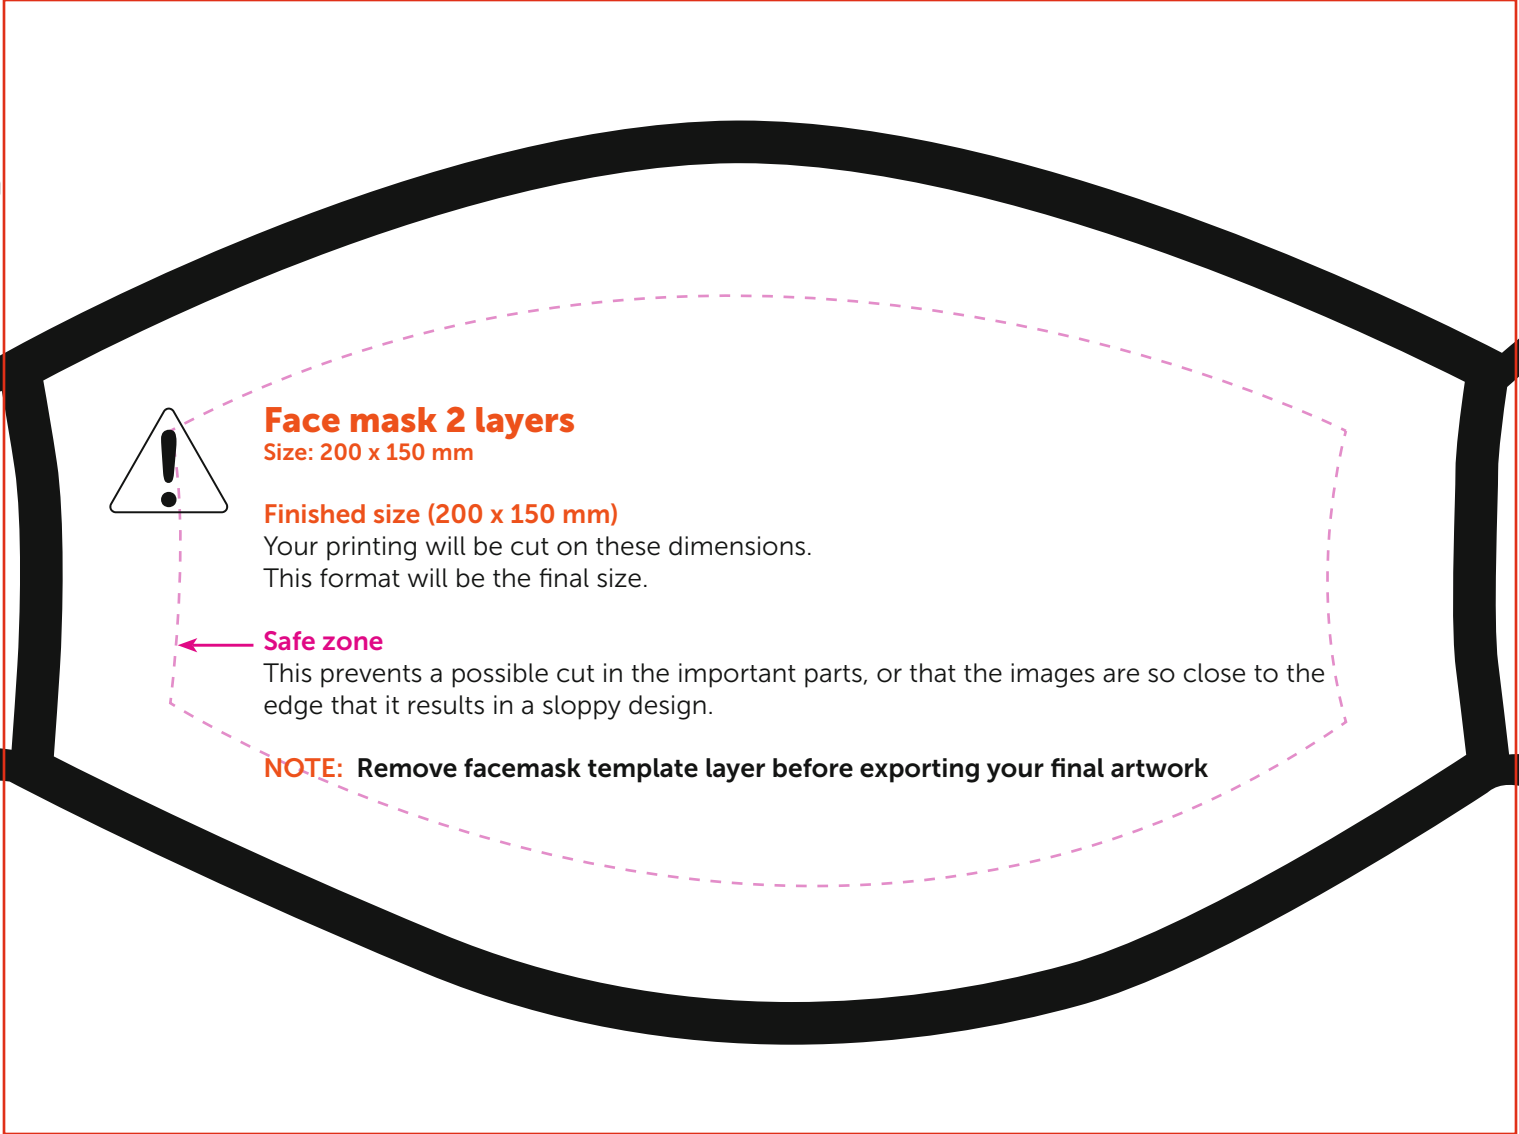 Face mask 2 layers
Size: 200 x 150 mm
Finished size (200 x 150 mm)
Your printing will be cut on these dimensions.
This format will be the final size.
Safe zone
This prevents a possible cut in the important parts, or that the images are so close to the
edge that it results in a sloppy design.
NOTE: Remove facemask template layer before exporting your final artwork